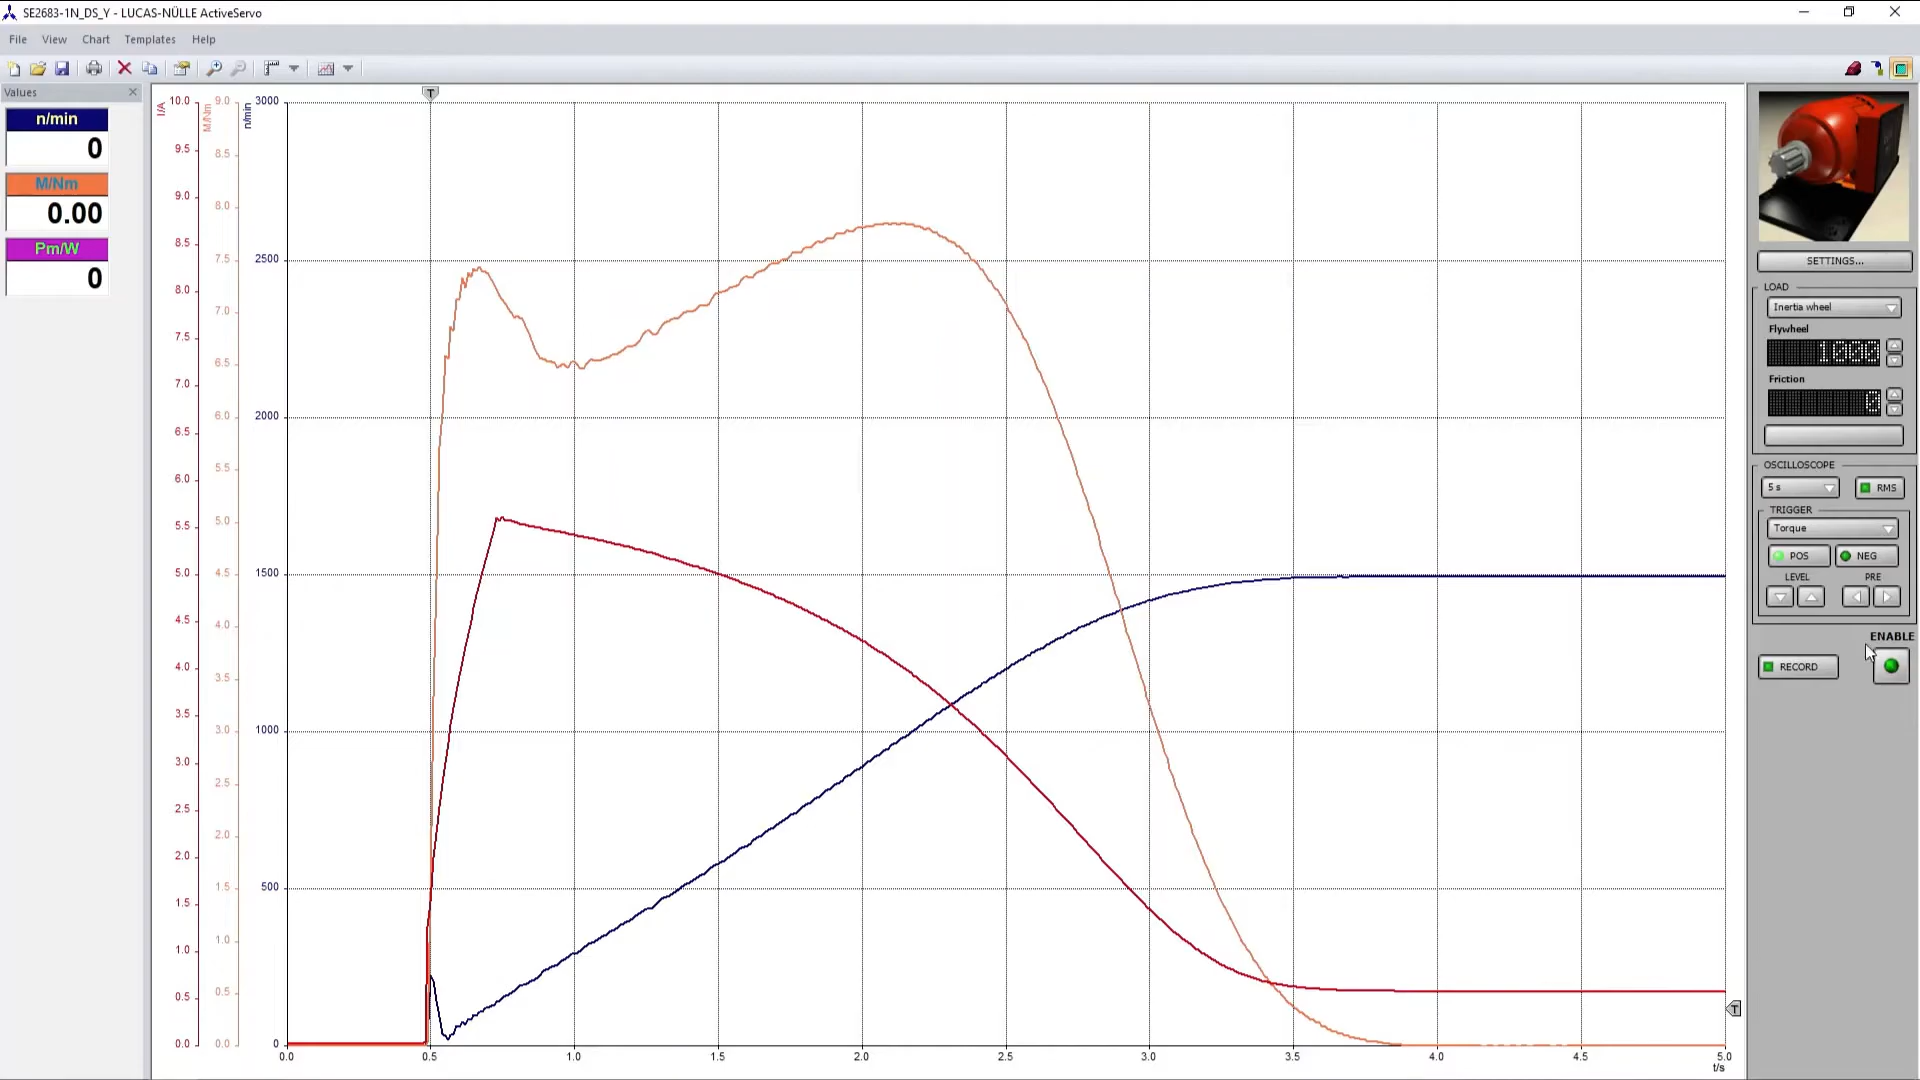 SE2683-1N_DS_Y - LUCAS-NÜLLE ActiveServo
File View Chart Templates Help
Values
n/min
0
M/Nm
0.00
Pm/W
0
I/A
10.0
9.5
9.0
8.5
8.0
7.5
7.0
6.5
6.0
5.5
5.0
4.5
4.0
3.5
3.0
2.5
2.0
1.5
1.0
0.5
0.0
M/Nm
9.0
8.5
8.0
7.5
7.0
6.5
6.0
5.5
5.0
4.5
4.0
3.5
3.0
2.5
2.0
1.5
1.0
0.5
0.0
n/min
3000
2500
2000
1500
1000
500
0
T
T
0.0 0.5 1.0 1.5 2.0 2.5 3.0 3.5 4.0 4.5 5.0
t/s
SETTINGS...
LOAD
Inertia wheel
Flywheel
1000
Friction
0
OSCILLOSCOPE
5 s RMS
TRIGGER
Torque
POS NEG
LEVEL PRE
ENABLE
RECORD